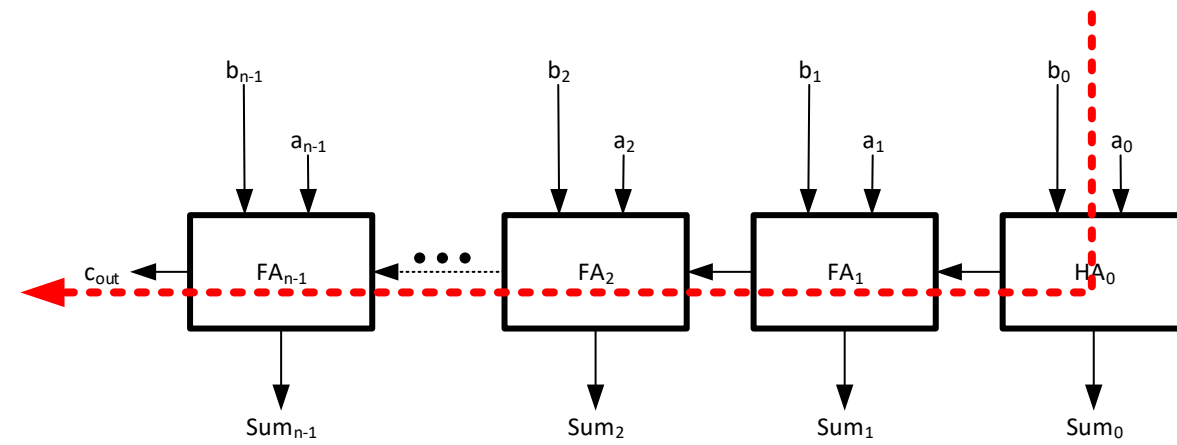 bₙ₋₁ b₂ b₁ b₀
aₙ₋₁ a₂ a₁ a₀
cₒᵤₜ FAₙ₋₁ ••• FA₂ FA₁ HA₀
Sumₙ₋₁ Sum₂ Sum₁ Sum₀